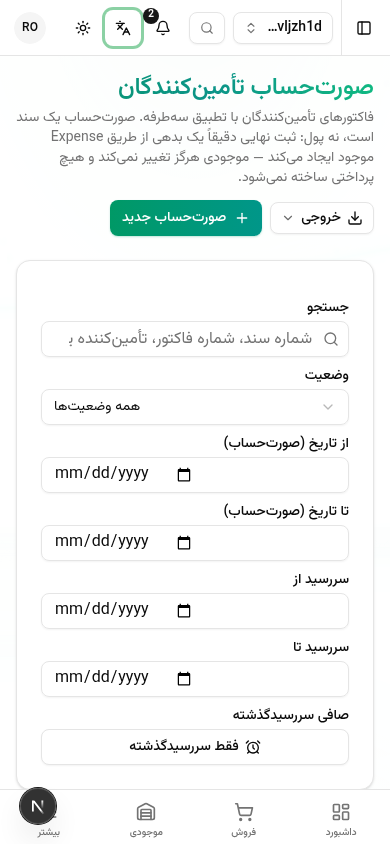 …vljzh1d
2
RO
صورت‌حساب تأمین‌کنندگان
فاکتورهای تأمین‌کنندگان با تطبیق سه‌طرفه. صورت‌حساب یک سند
است، نه پول: ثبت نهایی دقیقاً یک بدهی از طریق Expense
موجود ایجاد می‌کند — موجودی هرگز تغییر نمی‌کند و هیچ
پرداختی ساخته نمی‌شود.
خروجی
صورت‌حساب جدید
جستجو
شماره سند، شماره فاکتور، تأمین‌کننده
وضعیت
همه وضعیت‌ها
از تاریخ (صورت‌حساب)
mm/dd/yyyy
تا تاریخ (صورت‌حساب)
mm/dd/yyyy
سررسید از
mm/dd/yyyy
سررسید تا
mm/dd/yyyy
صافی سررسیدگذشته
فقط سررسیدگذشته
داشبورد
فروش
موجودی
بیشتر
N